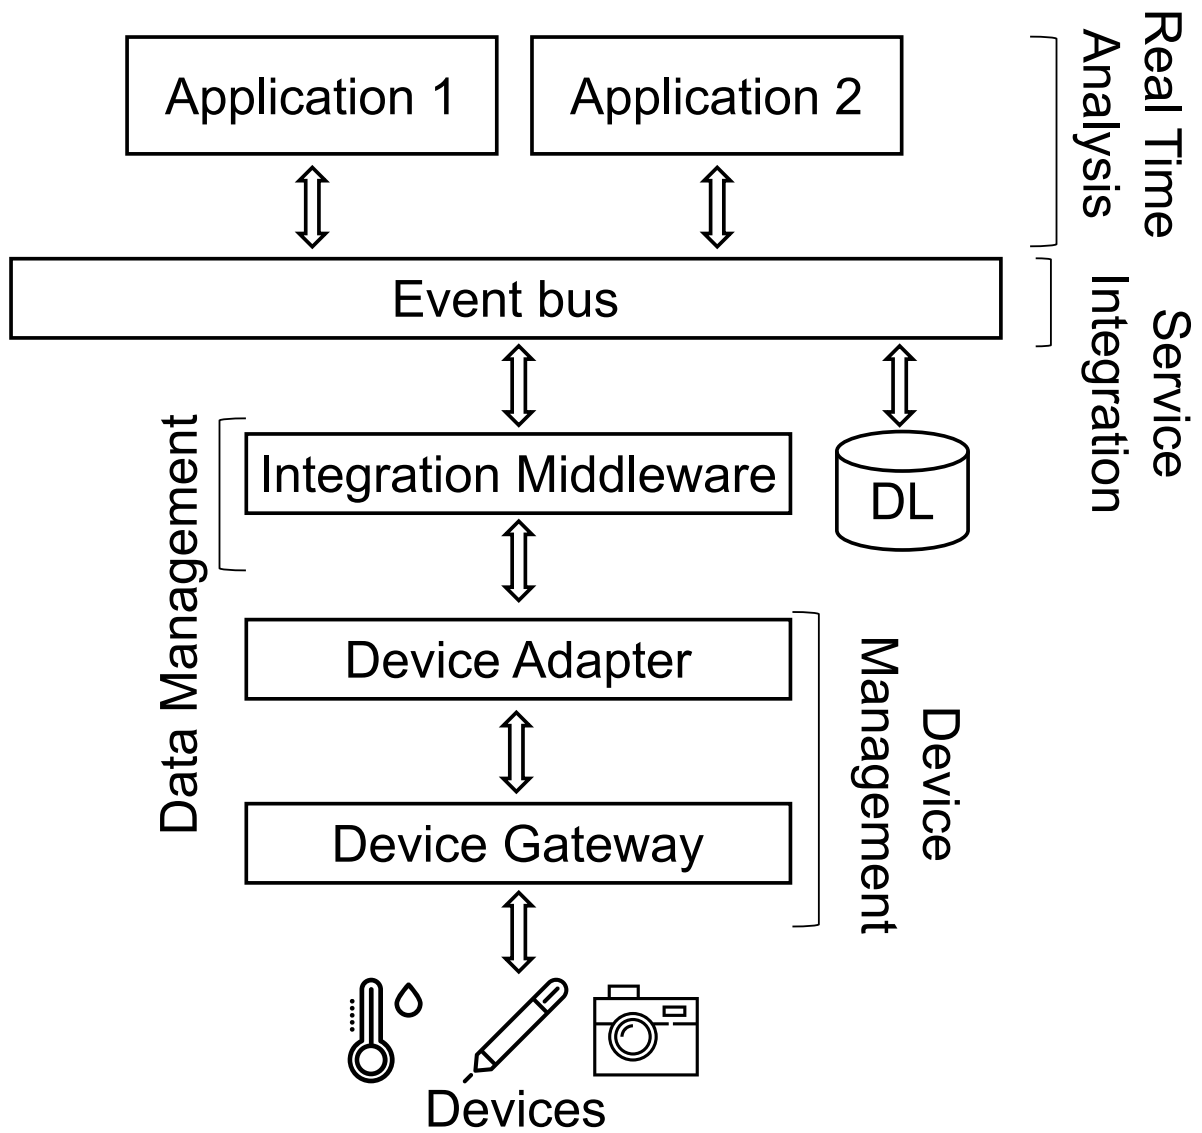 Application 1
Application 2
Real Time
Analysis
Event bus
Service
Integration
Integration Middleware
DL
Data Management
Device Adapter
Device
Management
Device Gateway
Devices